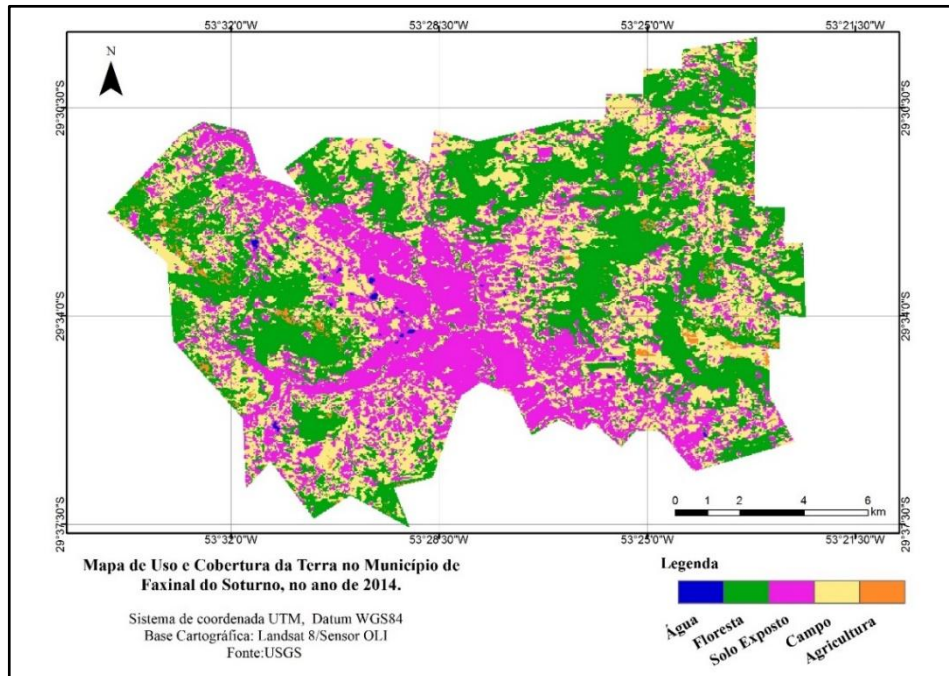 53°32'0"W 53°28'30"W 53°25'0"W 53°21'30"W
N
29°30'30"S 29°30'30"S
29°34'0"S 29°34'0"S
29°37'30"S 29°37'30"S
0 1 2 4 6
km
53°32'0"W 53°28'30"W 53°25'0"W 53°21'30"W
Mapa de Uso e Cobertura da Terra no Município de
Faxinal do Soturno, no ano de 2014.
Sistema de coordenada UTM, Datum WGS84
Base Cartográfica: Landsat 8/Sensor OLI
Fonte:USGS
Legenda
Água
Floresta
Solo Exposto
Campo
Agricultura